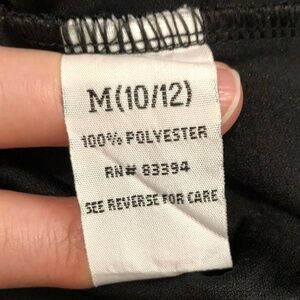 M(10/12)
100% POLYESTER
RN# 83394
SEE REVERSE FOR CARE